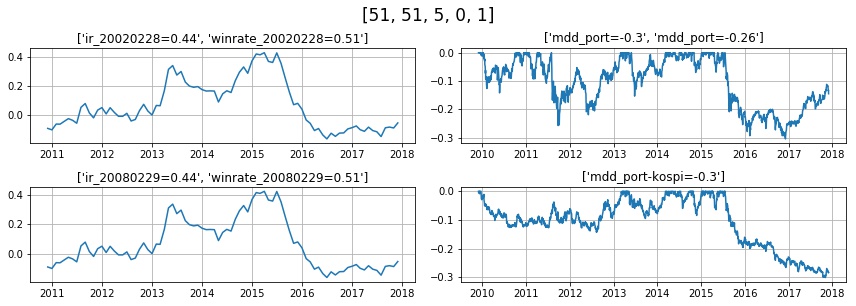 [51, 51, 5, 0, 1]
['ir_20020228=0.44', 'winrate_20020228=0.51']
0.4
0.2
0.0
2011 2012 2013 2014 2015 2016 2017 2018
['mdd_port=-0.3', 'mdd_port=-0.26']
0.0
−0.1
−0.2
−0.3
2010 2011 2012 2013 2014 2015 2016 2017 2018
['ir_20080229=0.44', 'winrate_20080229=0.51']
0.4
0.2
0.0
2011 2012 2013 2014 2015 2016 2017 2018
['mdd_port-kospi=-0.3']
0.0
−0.1
−0.2
−0.3
2010 2011 2012 2013 2014 2015 2016 2017 2018